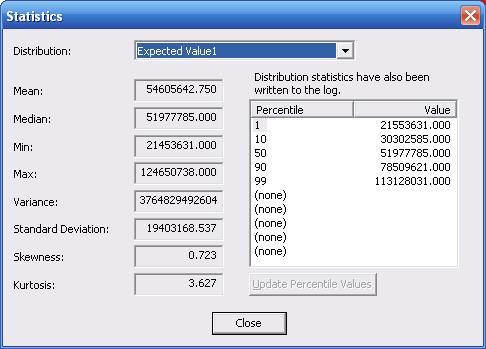 Statistics
Distribution: Expected Value1
Mean: 54605642.750
Median: 51977785.000
Min: 21453631.000
Max: 124650738.000
Variance: 3764829492604
Standard Deviation: 19403168.537
Skewness: 0.723
Kurtosis: 3.627
Distribution statistics have also been
written to the log.
Percentile Value
1 21553631.000
10 30302585.000
50 51977785.000
90 78509621.000
99 113128031.000
(none)
(none)
(none)
(none)
(none)
Update Percentile Values
Close